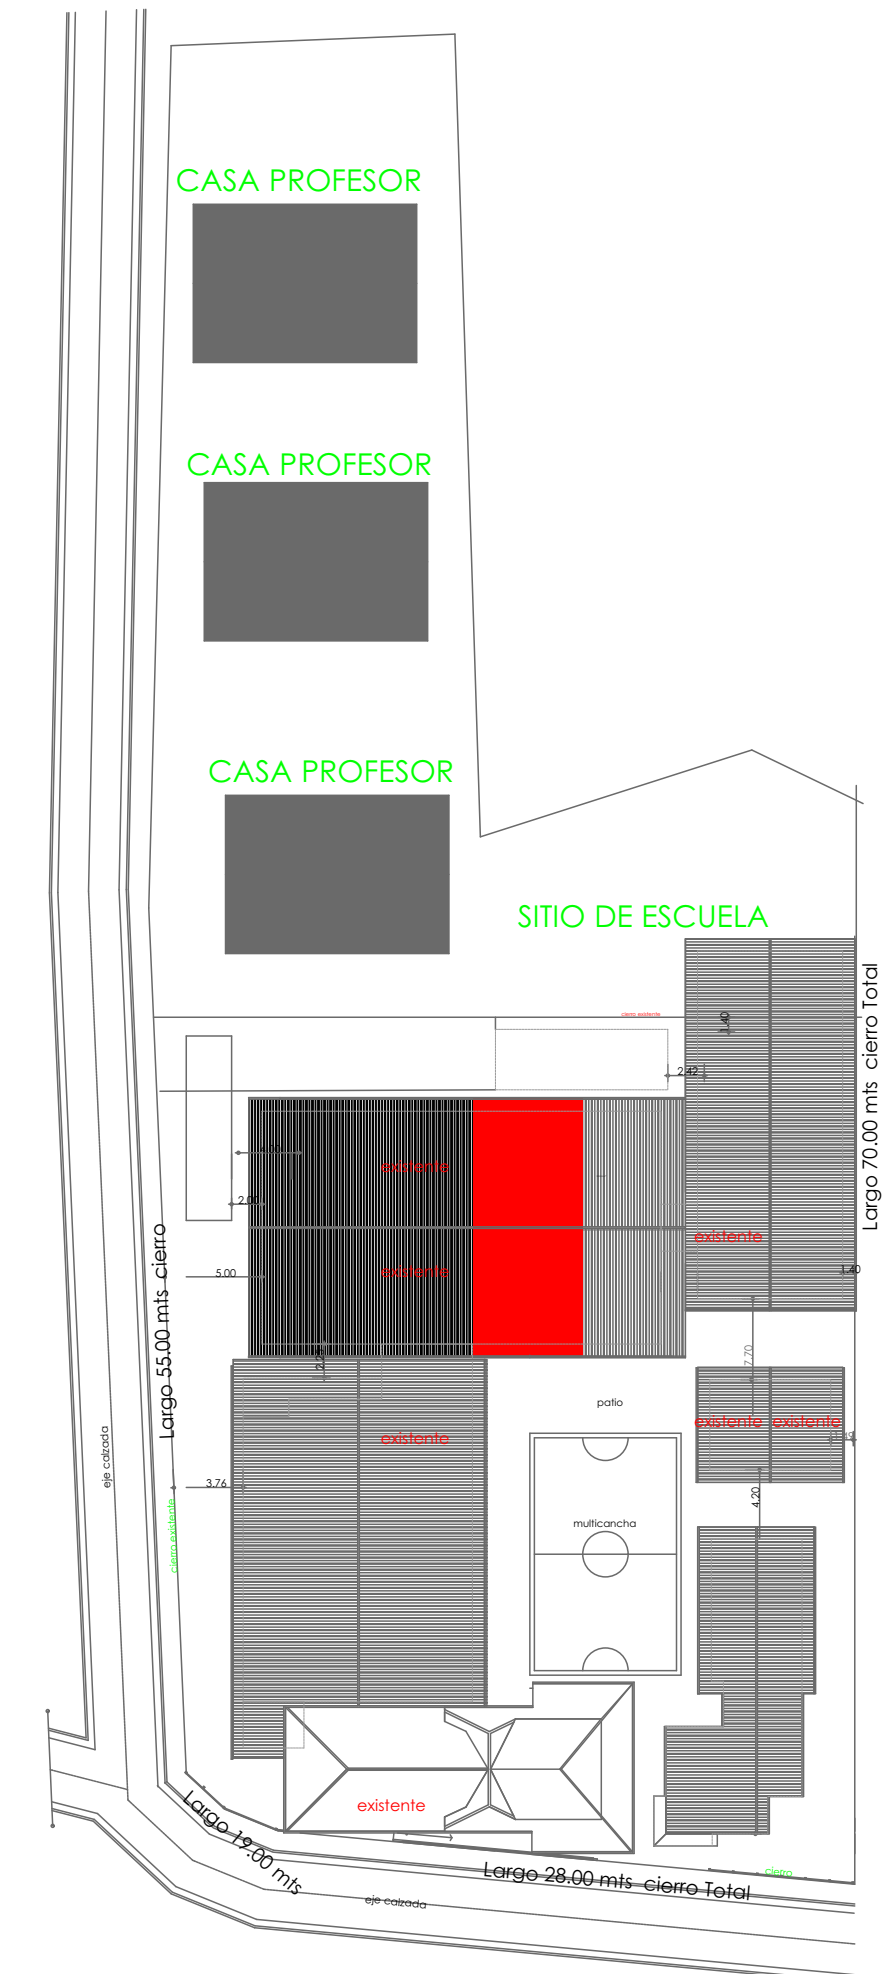 CASA PROFESOR
CASA PROFESOR
CASA PROFESOR
SITIO DE ESCUELA
cierro existente
1.40
2.42
Largo 70.00 mts cierro Total
existente
2.00
existente
existente
5.00
1.40
Largo 55.00 mts cierro
7.70
patio
existente
existente
existente
eje calzada
3.76
4.20
cierro existente
multicancha
existente
Largo 19.00 mts
Largo 28.00 mts cierro Total
cierro
eje calzada